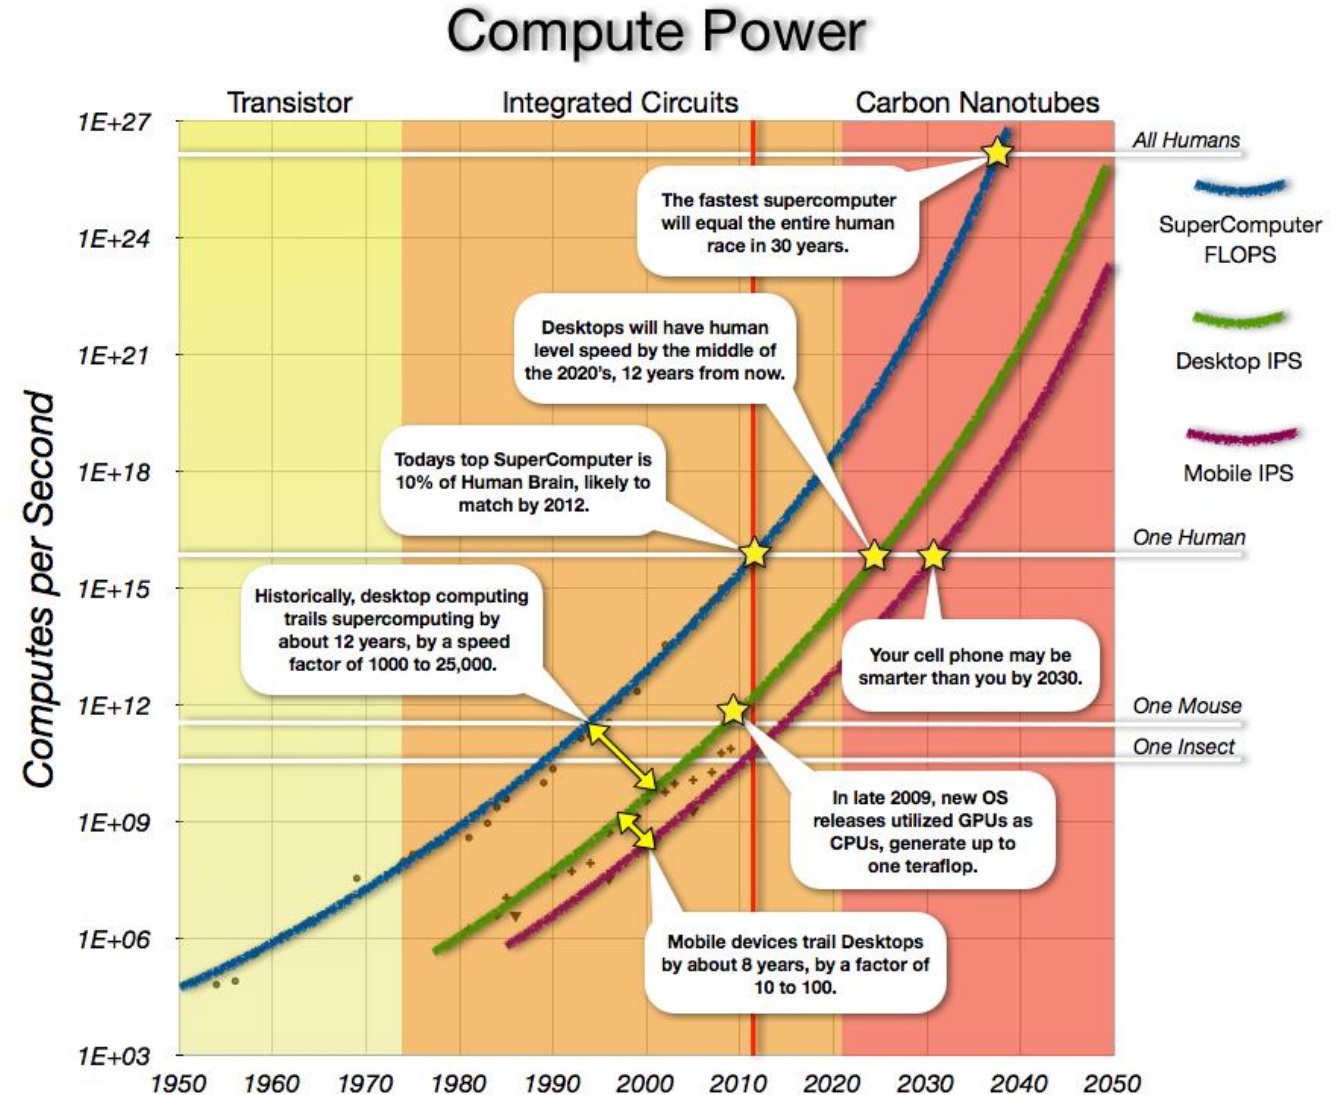 Compute Power
Transistor
Integrated Circuits
Carbon Nanotubes
Computes per Second
1E+27
1E+24
1E+21
1E+18
1E+15
1E+12
1E+09
1E+06
1E+03
All Humans
The fastest supercomputer
will equal the entire human
race in 30 years.
SuperComputer
FLOPS
Desktops will have human
level speed by the middle of
the 2020's, 12 years from now.
Desktop IPS
Todays top SuperComputer is
10% of Human Brain, likely to
match by 2012.
Mobile IPS
One Human
Historically, desktop computing
trails supercomputing by
about 12 years, by a speed
factor of 1000 to 25,000.
Your cell phone may be
smarter than you by 2030.
One Mouse
One Insect
In late 2009, new OS
releases utilized GPUs as
CPUs, generate up to
one teraflop.
Mobile devices trail Desktops
by about 8 years, by a factor of
10 to 100.
1950 1960 1970 1980 1990 2000 2010 2020 2030 2040 2050